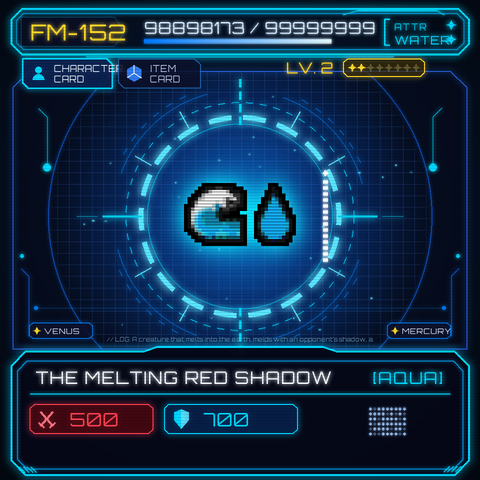 FM-152
98898173 / 99999999
ATTR
WATER
CHARACTER
CARD
ITEM
CARD
LV. 2
VENUS
MERCURY
// LOG: A creature that melts into the earth, melds with an opponent's shadow, a
THE MELTING RED SHADOW
[AQUA]
500
700